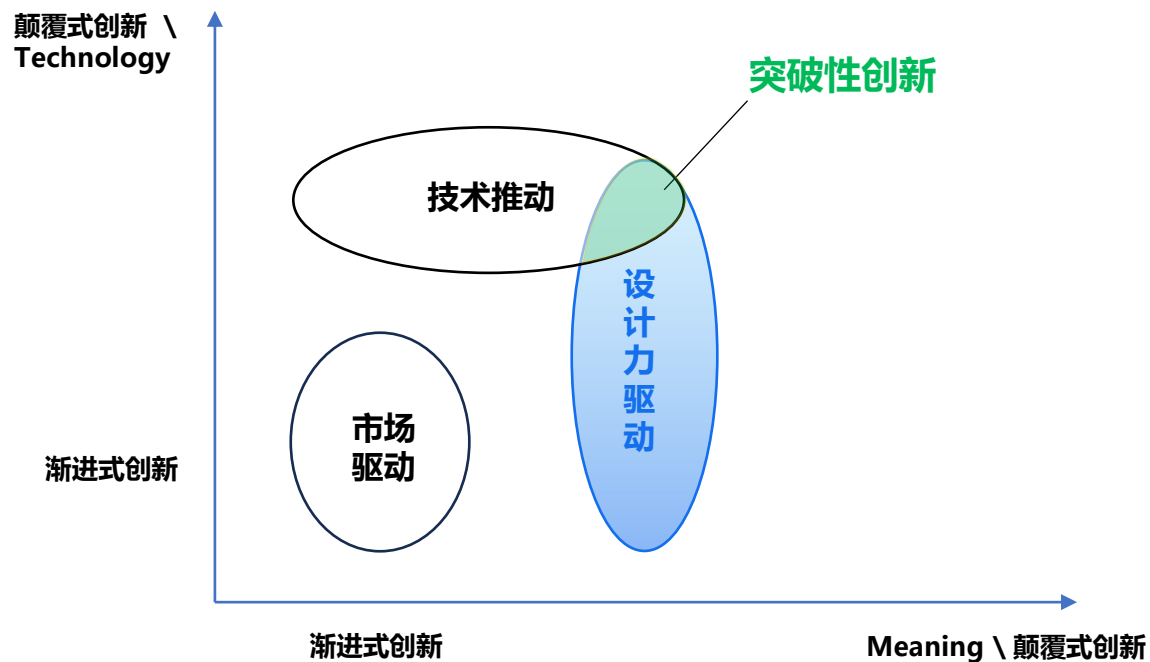 颠覆式创新 \
Technology
突破性创新
技术推动
设
计
力
驱
动
市场
驱动
渐进式创新
渐进式创新
Meaning \ 颠覆式创新